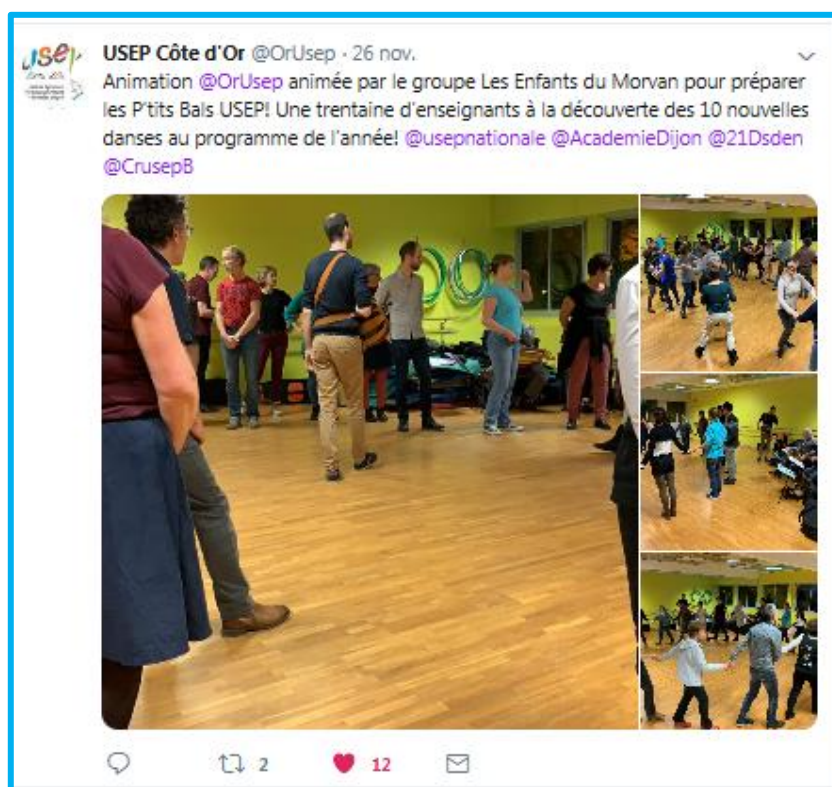 usep
USEP Côte d'Or @OrUsep · 26 nov.
Animation @OrUsep animée par le groupe Les Enfants du Morvan pour préparer
les P'tits Bals USEP! Une trentaine d'enseignants à la découverte des 10 nouvelles
danses au programme de l'année! @usepnationale @AcademieDijon @21Dsden
@CrusepB
2 12